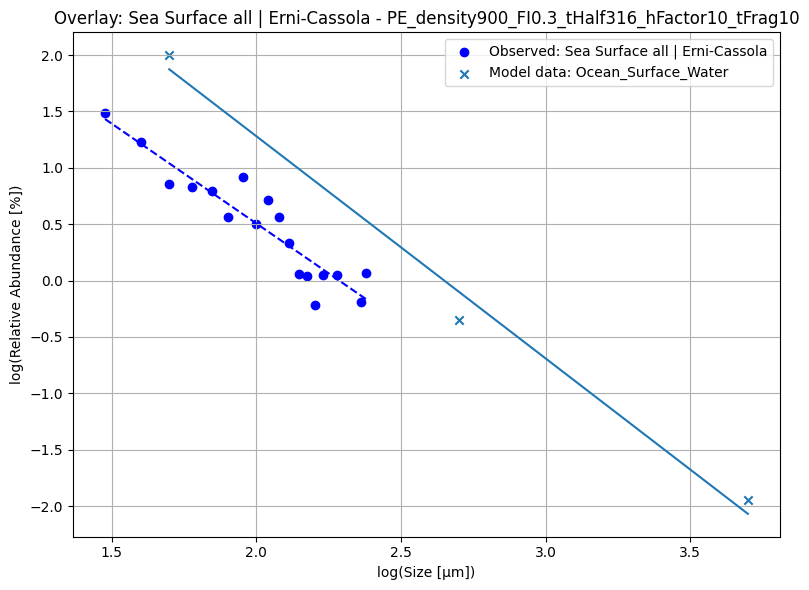 Overlay: Sea Surface all | Erni-Cassola - PE_density900_FI0.3_tHalf316_hFactor10_tFrag10
Observed: Sea Surface all | Erni-Cassola
Model data: Ocean_Surface_Water
log(Relative Abundance [%])
2.0
1.5
1.0
0.5
0.0
−0.5
−1.0
−1.5
−2.0
1.5 2.0 2.5 3.0 3.5
log(Size [μm])